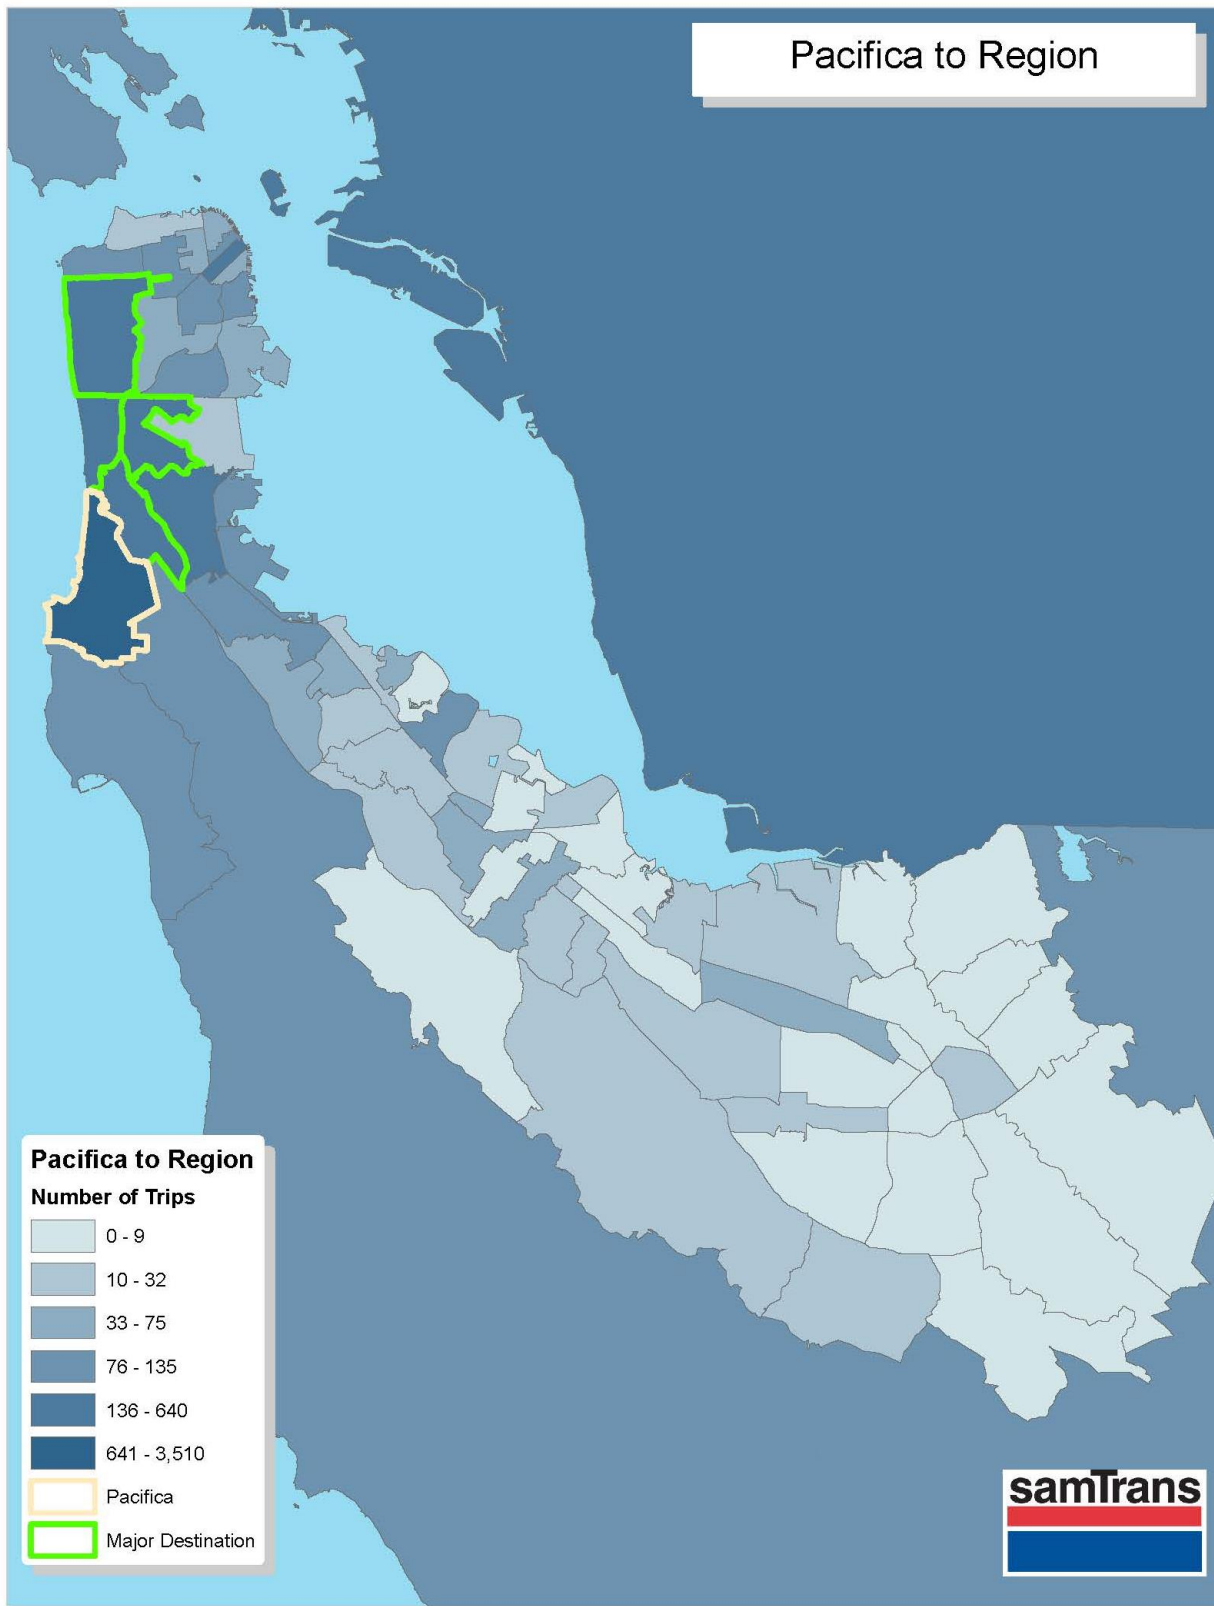 Pacifica to Region
Pacifica to Region
Number of Trips
0 - 9
10 - 32
33 - 75
76 - 135
136 - 640
641 - 3,510
Pacifica
Major Destination
samTrans